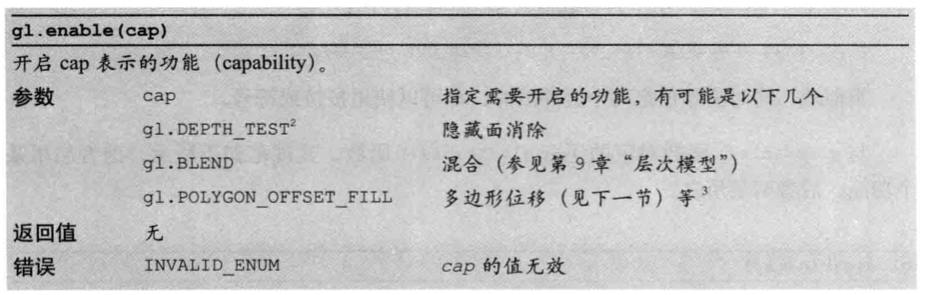 gl.enable(cap)
开启 cap 表示的功能 (capability)。
参数 cap 指定需要开启的功能，有可能是以下几个
gl.DEPTH_TEST² 隐藏面消除
gl.BLEND 混合（参见第 9 章“层次模型”）
gl.POLYGON_OFFSET_FILL 多边形位移（见下一节）等³
返回值 无
错误 INVALID_ENUM cap 的值无效